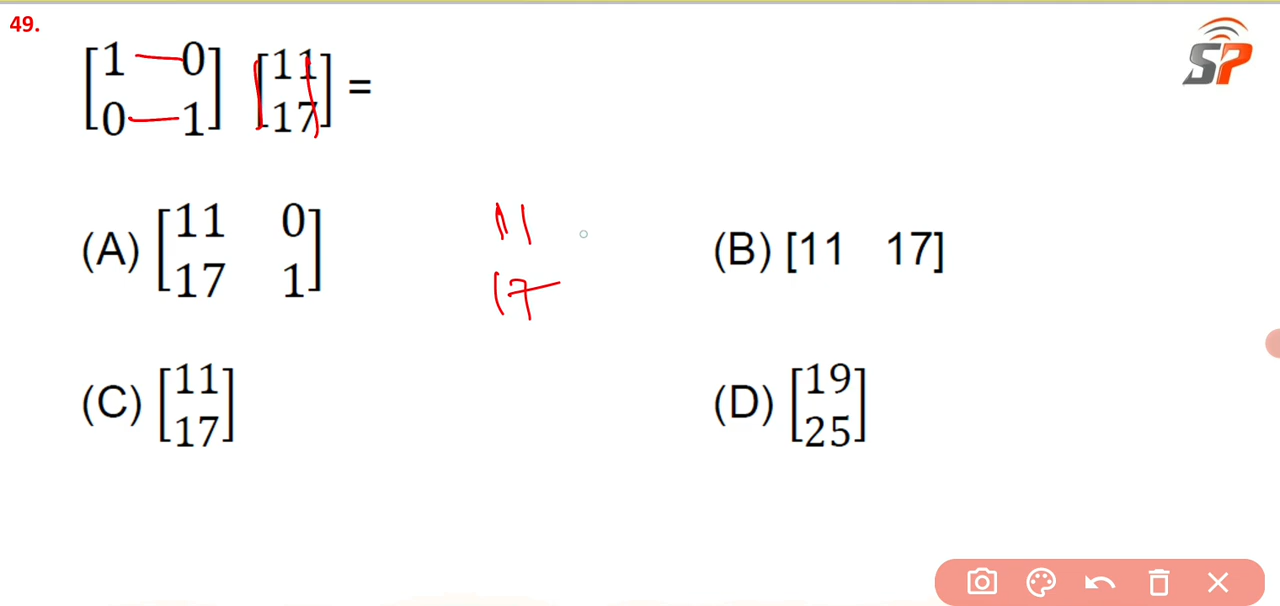 49.
[1 0] [11] =
[0 1] [17]
11
17
(A) [11 0]
[17 1]
(B) [11 17]
(C) [11]
[17]
(D) [19]
[25]
SP